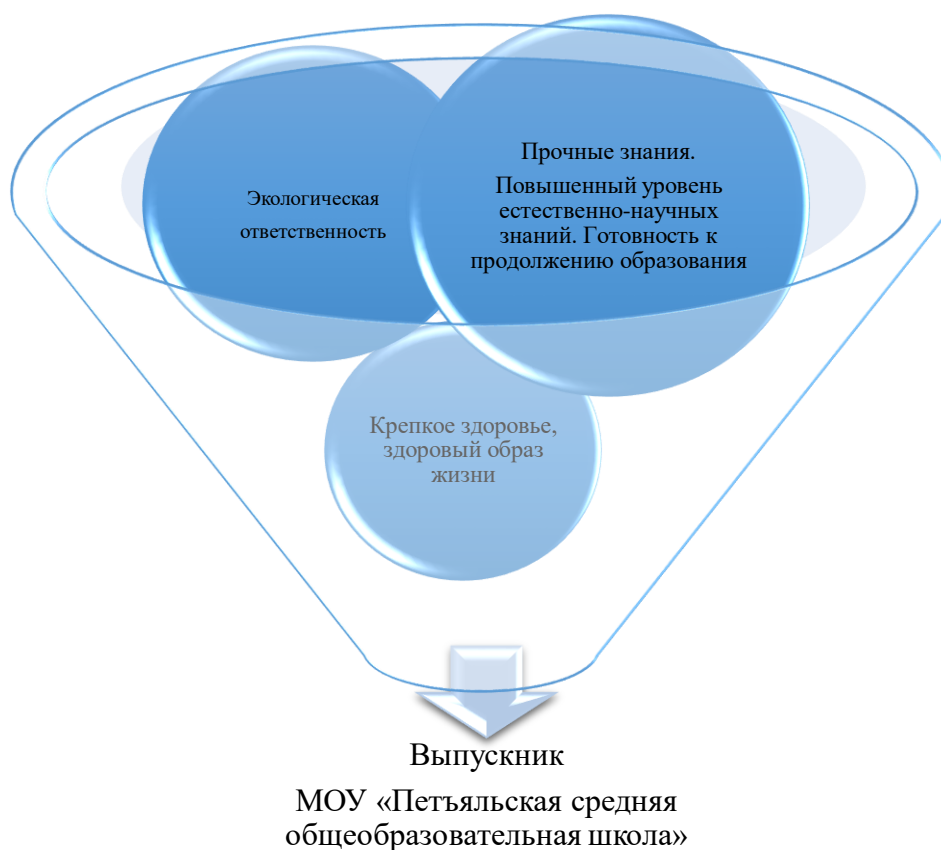 Экологическая
ответственность
Прочные знания.
Повышенный уровень
естественно-научных
знаний. Готовность к
продолжению образования
Крепкое здоровье,
здоровый образ
жизни
Выпускник
МОУ «Петъяльская средняя
общеобразовательная школа»